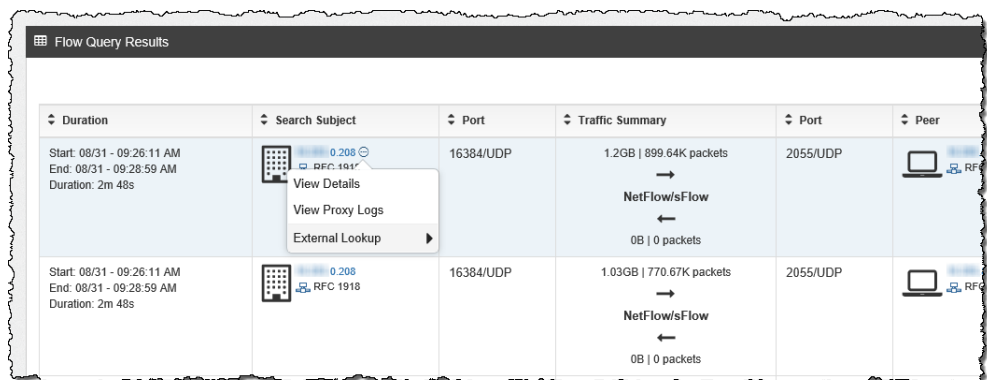 Flow Query Results
Duration Search Subject Port Traffic Summary Port Peer
Start: 08/31 - 09:26:11 AM
End: 08/31 - 09:28:59 AM
Duration: 2m 48s
0.208
RFC
View Details
View Proxy Logs
External Lookup
16384/UDP
1.2GB | 899.64K packets
NetFlow/sFlow
0B | 0 packets
2055/UDP
RF
Start: 08/31 - 09:26:11 AM
End: 08/31 - 09:28:59 AM
Duration: 2m 48s
0.208
RFC 1918
16384/UDP
1.03GB | 770.67K packets
NetFlow/sFlow
0B | 0 packets
2055/UDP
RFC